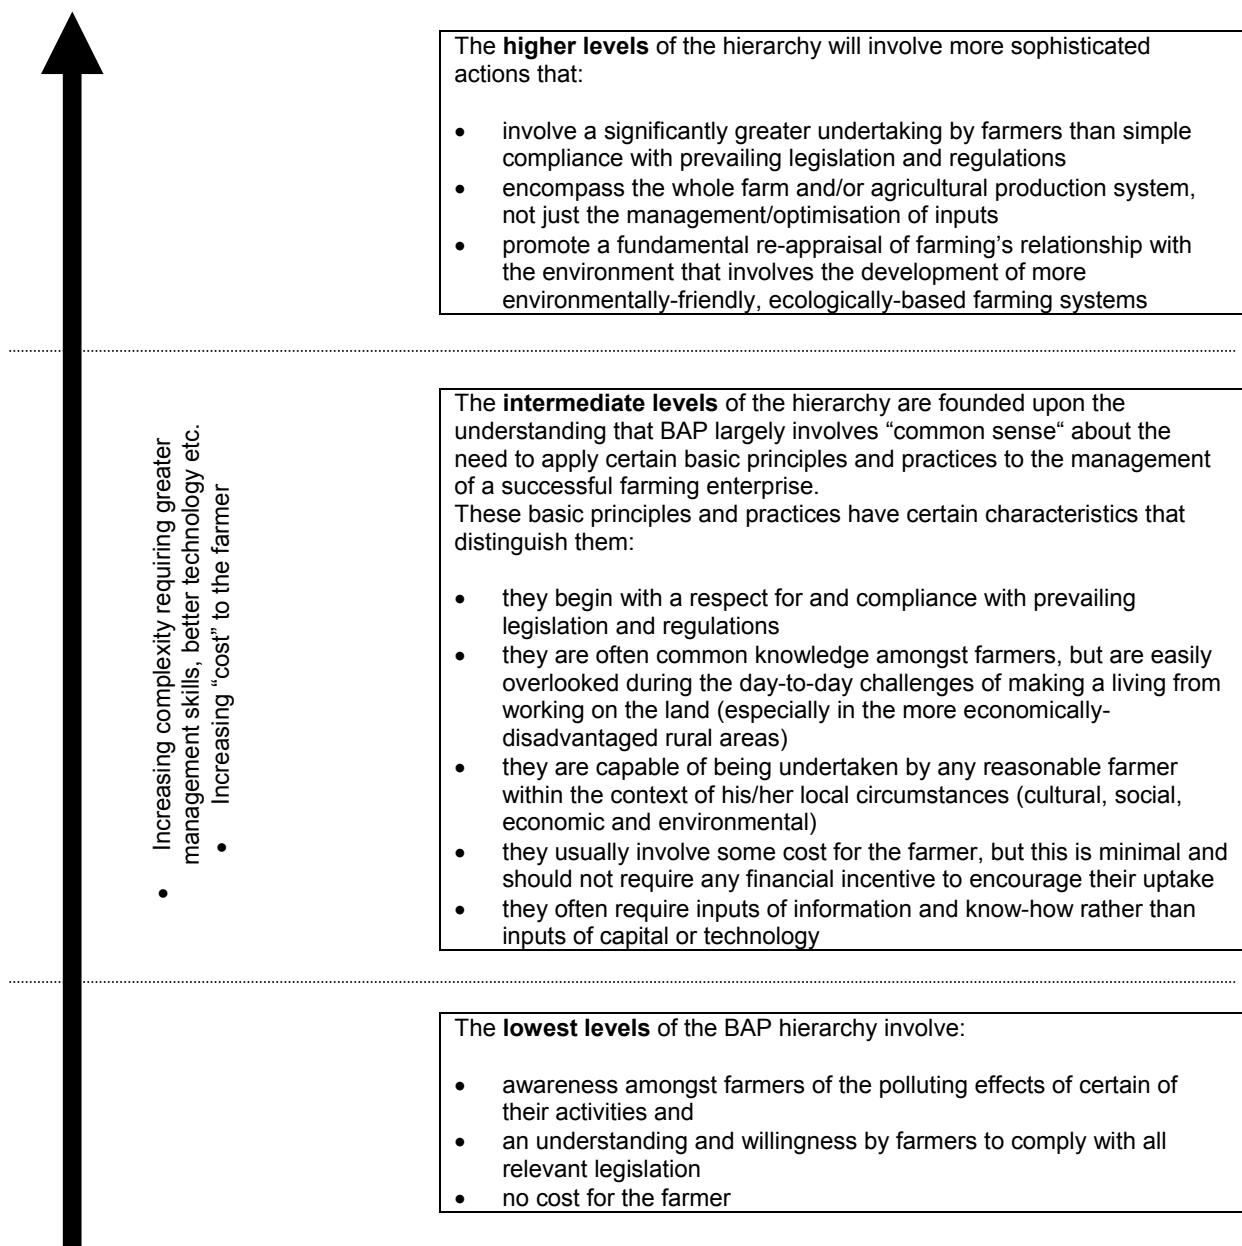 The higher levels of the hierarchy will involve more sophisticated
actions that:
• involve a significantly greater undertaking by farmers than simple
compliance with prevailing legislation and regulations
• encompass the whole farm and/or agricultural production system,
not just the management/optimisation of inputs
• promote a fundamental re-appraisal of farming’s relationship with
the environment that involves the development of more
environmentally-friendly, ecologically-based farming systems
• Increasing complexity requiring greater
management skills, better technology etc.
• Increasing “cost” to the farmer
The intermediate levels of the hierarchy are founded upon the
understanding that BAP largely involves “common sense“ about the
need to apply certain basic principles and practices to the management
of a successful farming enterprise.
These basic principles and practices have certain characteristics that
distinguish them:
• they begin with a respect for and compliance with prevailing
legislation and regulations
• they are often common knowledge amongst farmers, but are easily
overlooked during the day-to-day challenges of making a living from
working on the land (especially in the more economically-
disadvantaged rural areas)
• they are capable of being undertaken by any reasonable farmer
within the context of his/her local circumstances (cultural, social,
economic and environmental)
• they usually involve some cost for the farmer, but this is minimal and
should not require any financial incentive to encourage their uptake
• they often require inputs of information and know-how rather than
inputs of capital or technology
The lowest levels of the BAP hierarchy involve:
• awareness amongst farmers of the polluting effects of certain of
their activities and
• an understanding and willingness by farmers to comply with all
relevant legislation
• no cost for the farmer